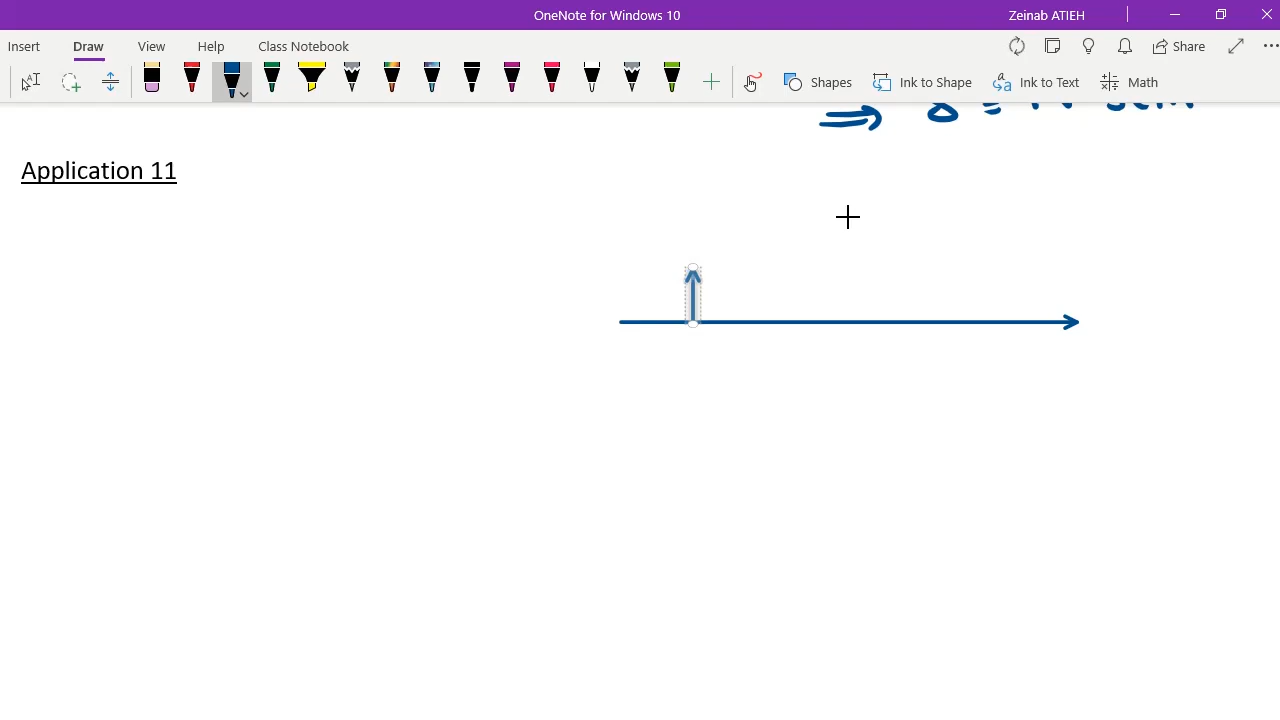 OneNote for Windows 10
Zeinab ATIEH
Insert Draw View Help Class Notebook
Share
Shapes Ink to Shape Ink to Text Math
Application 11